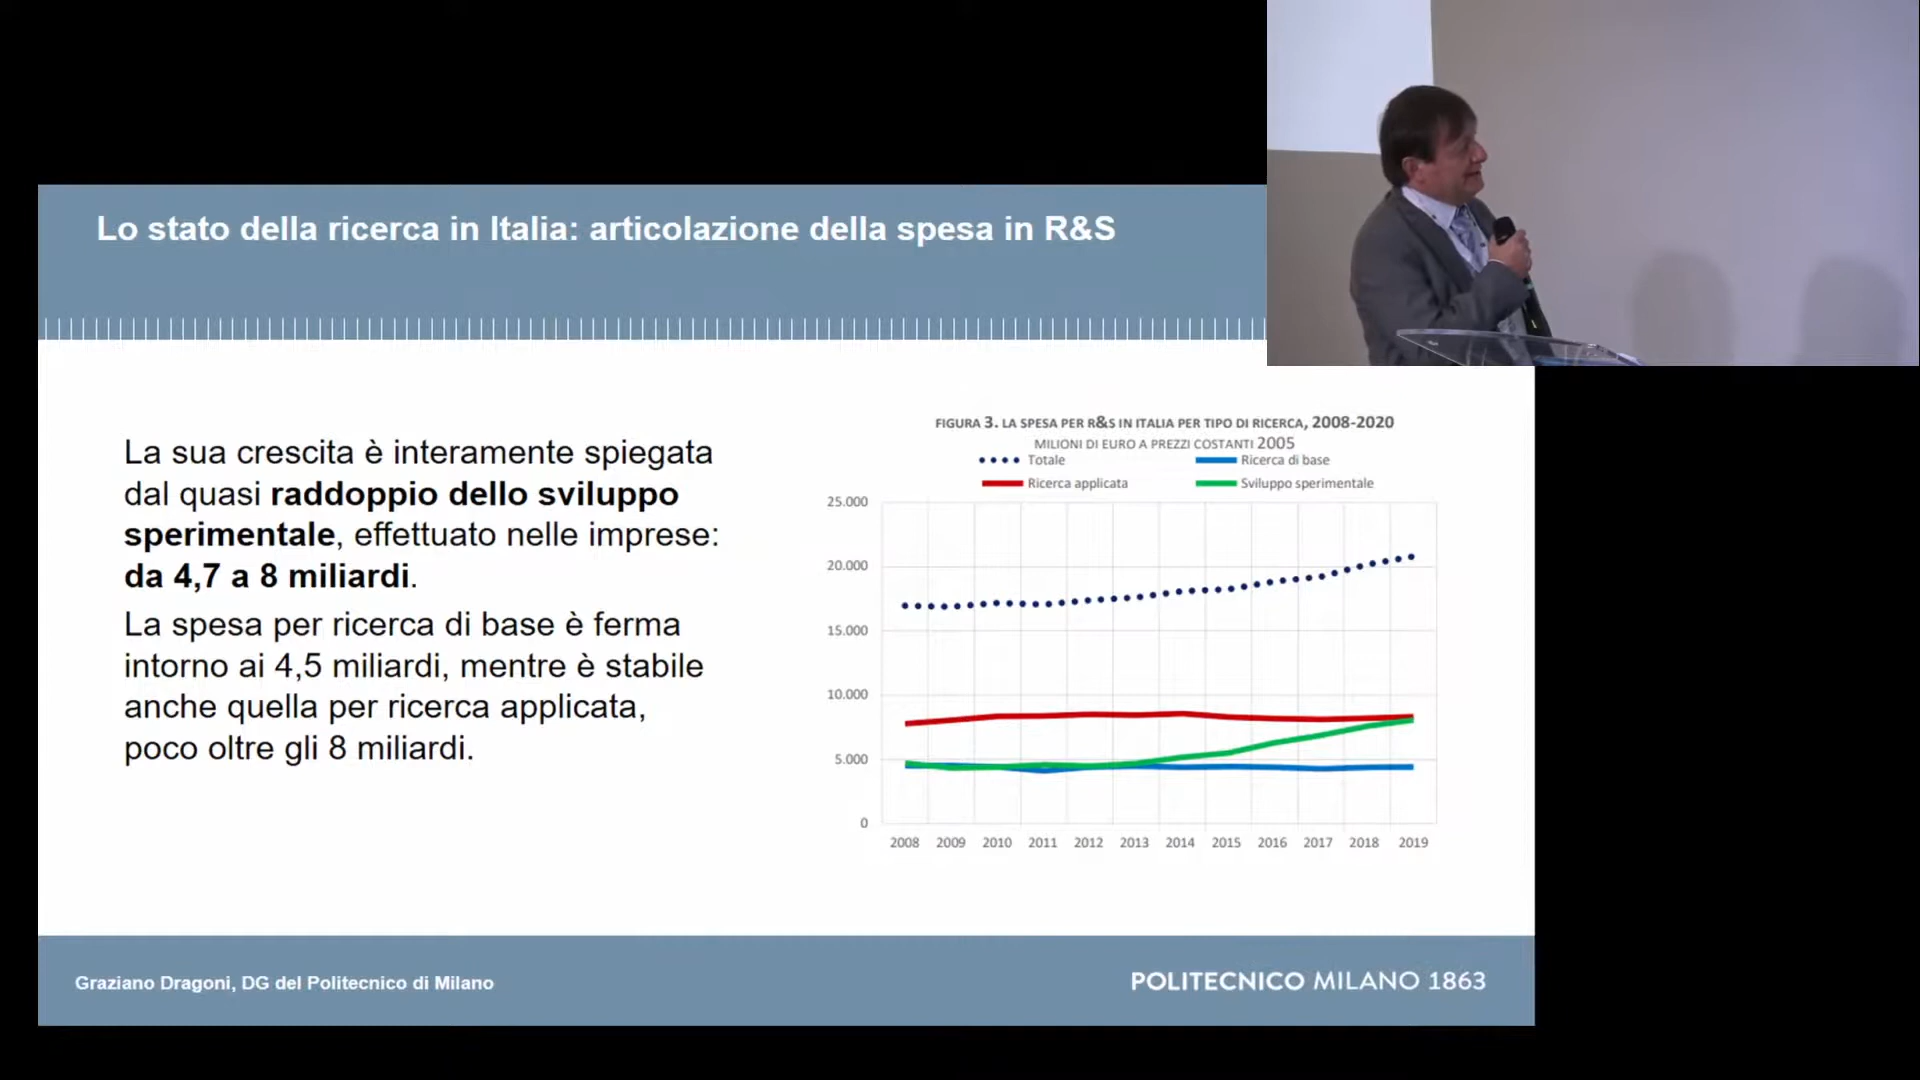 Lo stato della ricerca in Italia: articolazione della spesa in R&S
La sua crescita è interamente spiegata
dal quasi raddoppio dello sviluppo
sperimentale, effettuato nelle imprese:
da 4,7 a 8 miliardi.
La spesa per ricerca di base è ferma
intorno ai 4,5 miliardi, mentre è stabile
anche quella per ricerca applicata,
poco oltre gli 8 miliardi.
FIGURA 3. LA SPESA PER R&S IN ITALIA PER TIPO DI RICERCA, 2008-2020
MILIONI DI EURO A PREZZI COSTANTI 2005
Totale
Ricerca di base
Ricerca applicata
Sviluppo sperimentale
25.000
20.000
15.000
10.000
5.000
0
2008 2009 2010 2011 2012 2013 2014 2015 2016 2017 2018 2019
Graziano Dragoni, DG del Politecnico di Milano
POLITECNICO MILANO 1863